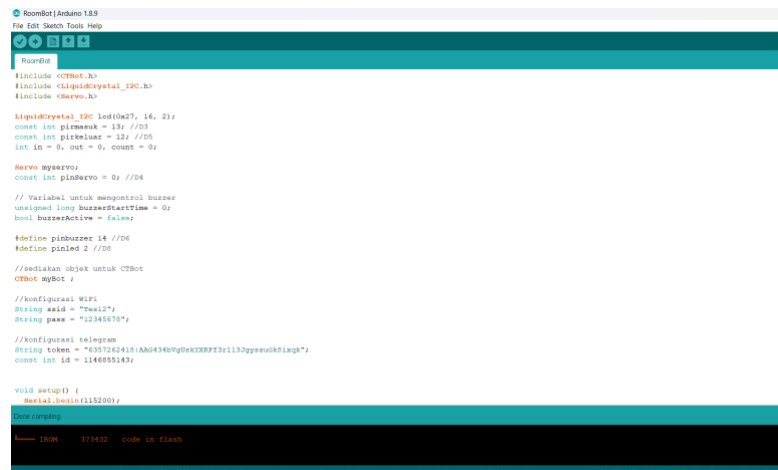 RoomBot | Arduino 1.8.9
File Edit Sketch Tools Help
RoomBot
#include <CTBot.h>
#include <LiquidCrystal_I2C.h>
#include <Servo.h>
LiquidCrystal_I2C lcd(0x27, 16, 2);
const int pirmasuk = 13; //D3
const int pirkeluar = 12; //D5
int in = 0, out = 0, count = 0;
Servo myservo;
const int pinServo = 0; //D4
// Variabel untuk mengontrol buzzer
unsigned long buzzerStartTime = 0;
bool buzzerActive = false;
#define pinbuzzer 14 //D6
#define pinled 2 //D8
//sediakan objek untuk CTBot
CTBot myBot ;
//konfigurasi WiFi
String ssid = "Tes12";
String pass = "12345678";
//konfigurasi telegram
String token =
const int id = 1146855143;
void setup() {
Serial.begin(115200);
Done compiling.
IROM 373432 code in flash